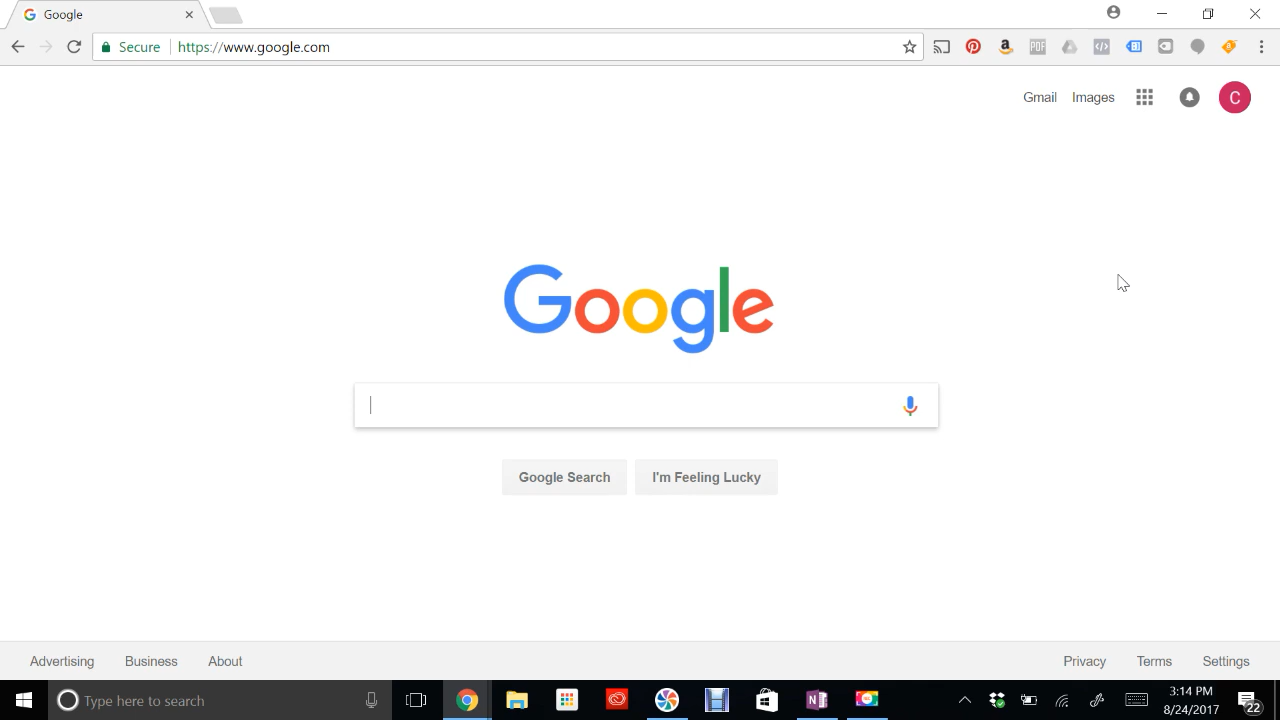 Google
Secure https://www.google.com
PDF
Gmail Images C
Google
Google Search I'm Feeling Lucky
Advertising Business About Privacy Terms Settings
Type here to search
3:14 PM
8/24/2017
22